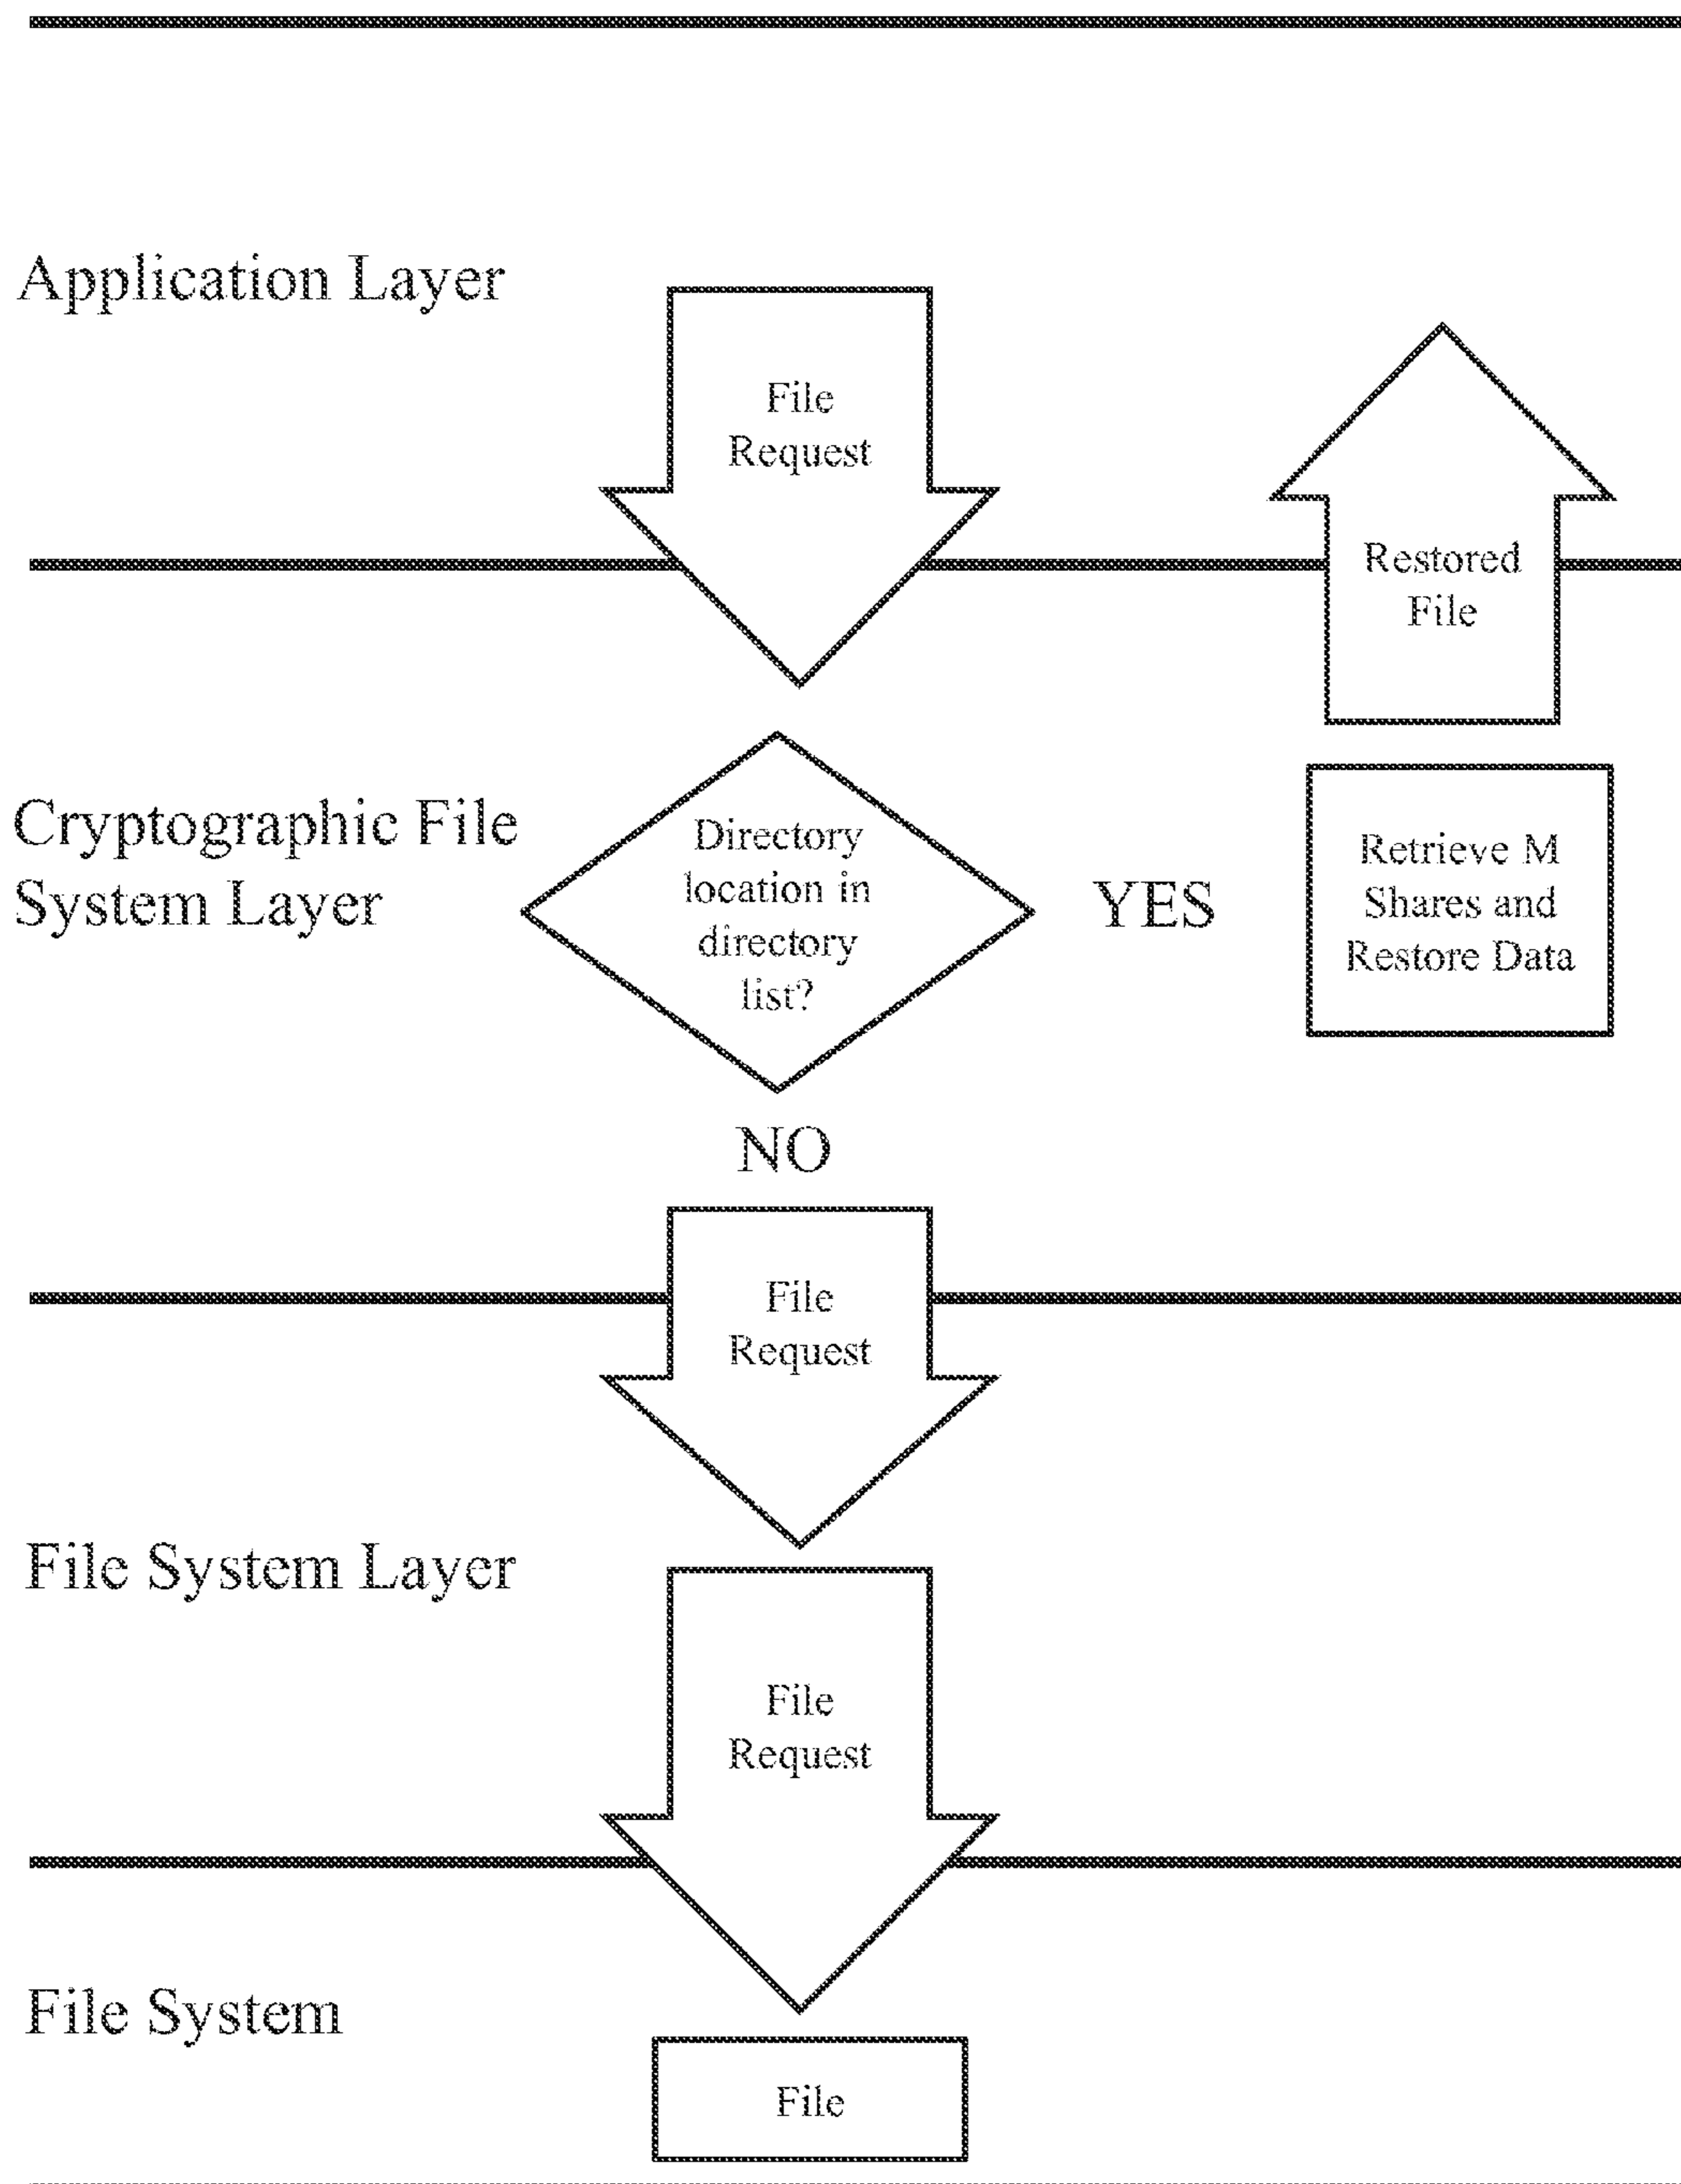 Application Layer
File
Request
Restored
File
Cryptographic File
System Layer
Directory
location in
directory
list?
YES
Retrieve M
Shares and
Restore Data
NO
File
Request
File System Layer
File
Request
File System
File